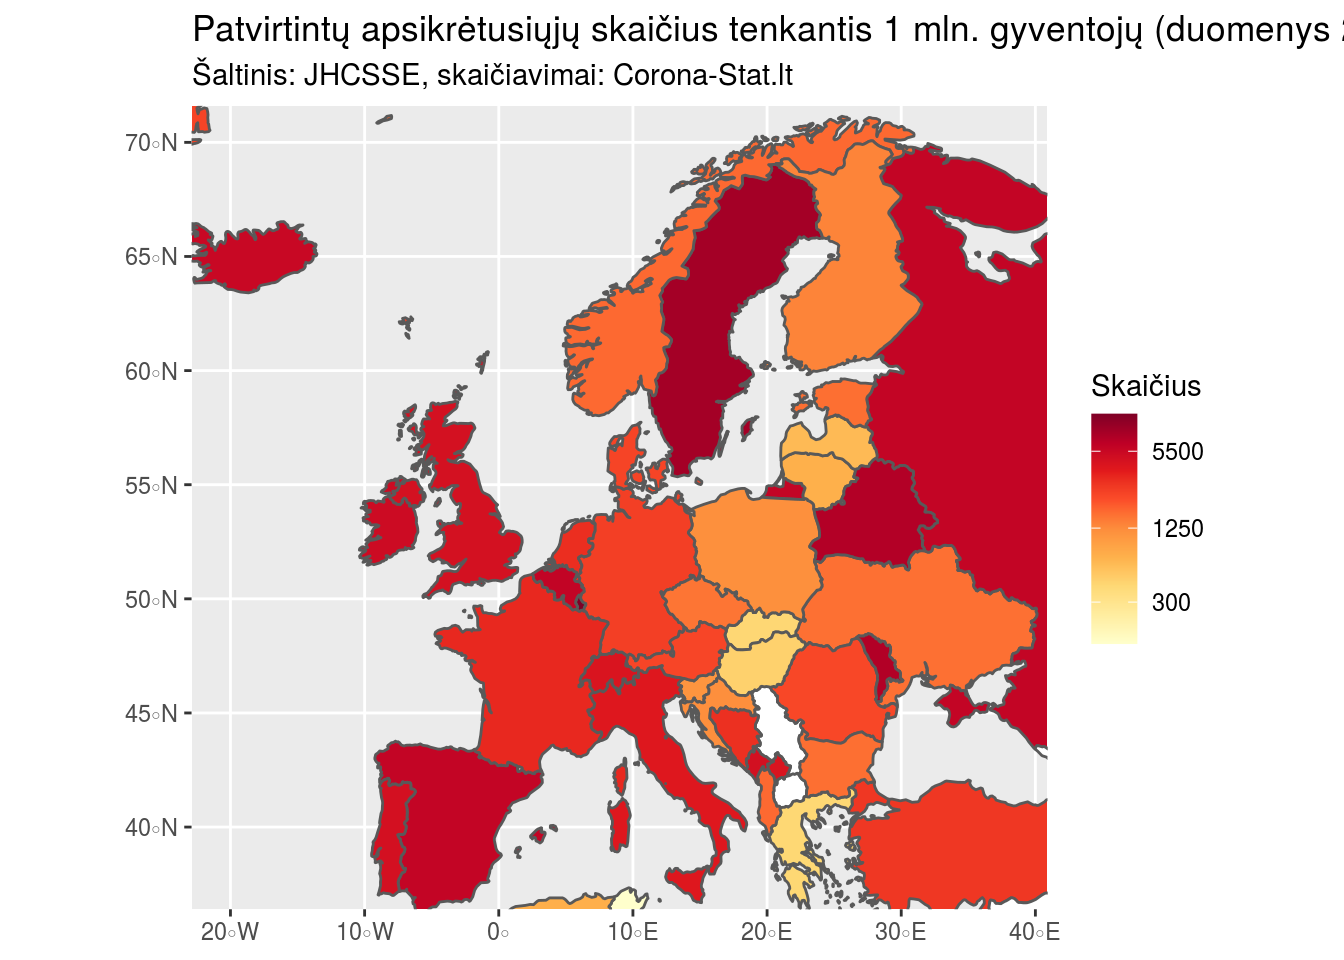 Patvirtintų apsikrėtusiųjų skaičius tenkantis 1 mln. gyventojų (duomenys
Šaltinis: JHCSSE, skaičiavimai: Corona-Stat.lt
70◦N
65◦N
60◦N
55◦N
50◦N
45◦N
40◦N
20◦W
10◦W
0◦
10◦E
20◦E
30◦E
40◦E
Skaičius
5500
1250
300